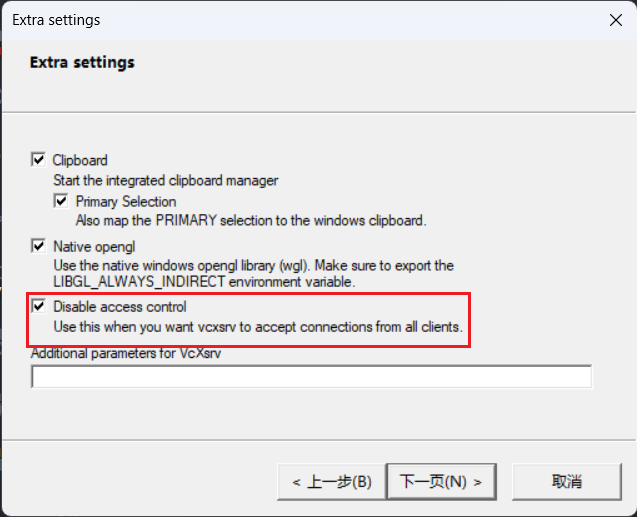 Extra settings
Extra settings
Clipboard
Start the integrated clipboard manager
Primary Selection
Also map the PRIMARY selection to the windows clipboard.
Native opengl
Use the native windows opengl library (wgl). Make sure to export the
LIBGL_ALWAYS_INDIRECT environment variable.
Disable access control
Use this when you want vcxsrv to accept connections from all clients.
Additional parameters for VcXsrv
< 上一步(B) 下一页(N) > 取消